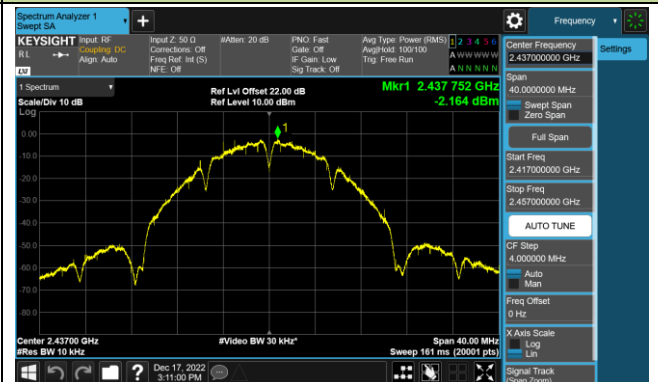 Spectrum Analyzer 1
Swept SA
+
Frequency
KEYSIGHT
RL
LXI
Input: RF
Coupling: DC
Align: Auto
Input Z: 50 Ω
Corrections: Off
Freq Ref: Int (S)
NFE: Off
#Atten: 20 dB
PNO: Fast
Gate: Off
IF Gain: Low
Sig Track: Off
Avg Type: Power (RMS)
Avg|Hold: 100/100
Trig: Free Run
1 2 3 4 5 6
A W W W W W
A N N N N N
1 Spectrum
Scale/Div 10 dB
Log
Ref Lvl Offset 22.00 dB
Ref Level 10.00 dBm
Mkr1 2.437 752 GHz
-2.164 dBm
1
0.00
-10.0
-20.0
-30.0
-40.0
-50.0
-60.0
-70.0
-80.0
Center 2.43700 GHz
#Res BW 10 kHz
#Video BW 30 kHz*
Span 40.00 MHz
Sweep 161 ms (20001 pts)
Center Frequency
2.437000000 GHz
Settings
Span
40.0000000 MHz
Swept Span
Zero Span
Full Span
Start Freq
2.417000000 GHz
Stop Freq
2.457000000 GHz
AUTO TUNE
CF Step
4.000000 MHz
Auto
Man
Freq Offset
0 Hz
X Axis Scale
Log
Lin
Signal Track
(Span Zoom)
?
Dec 17, 2022
3:11:00 PM